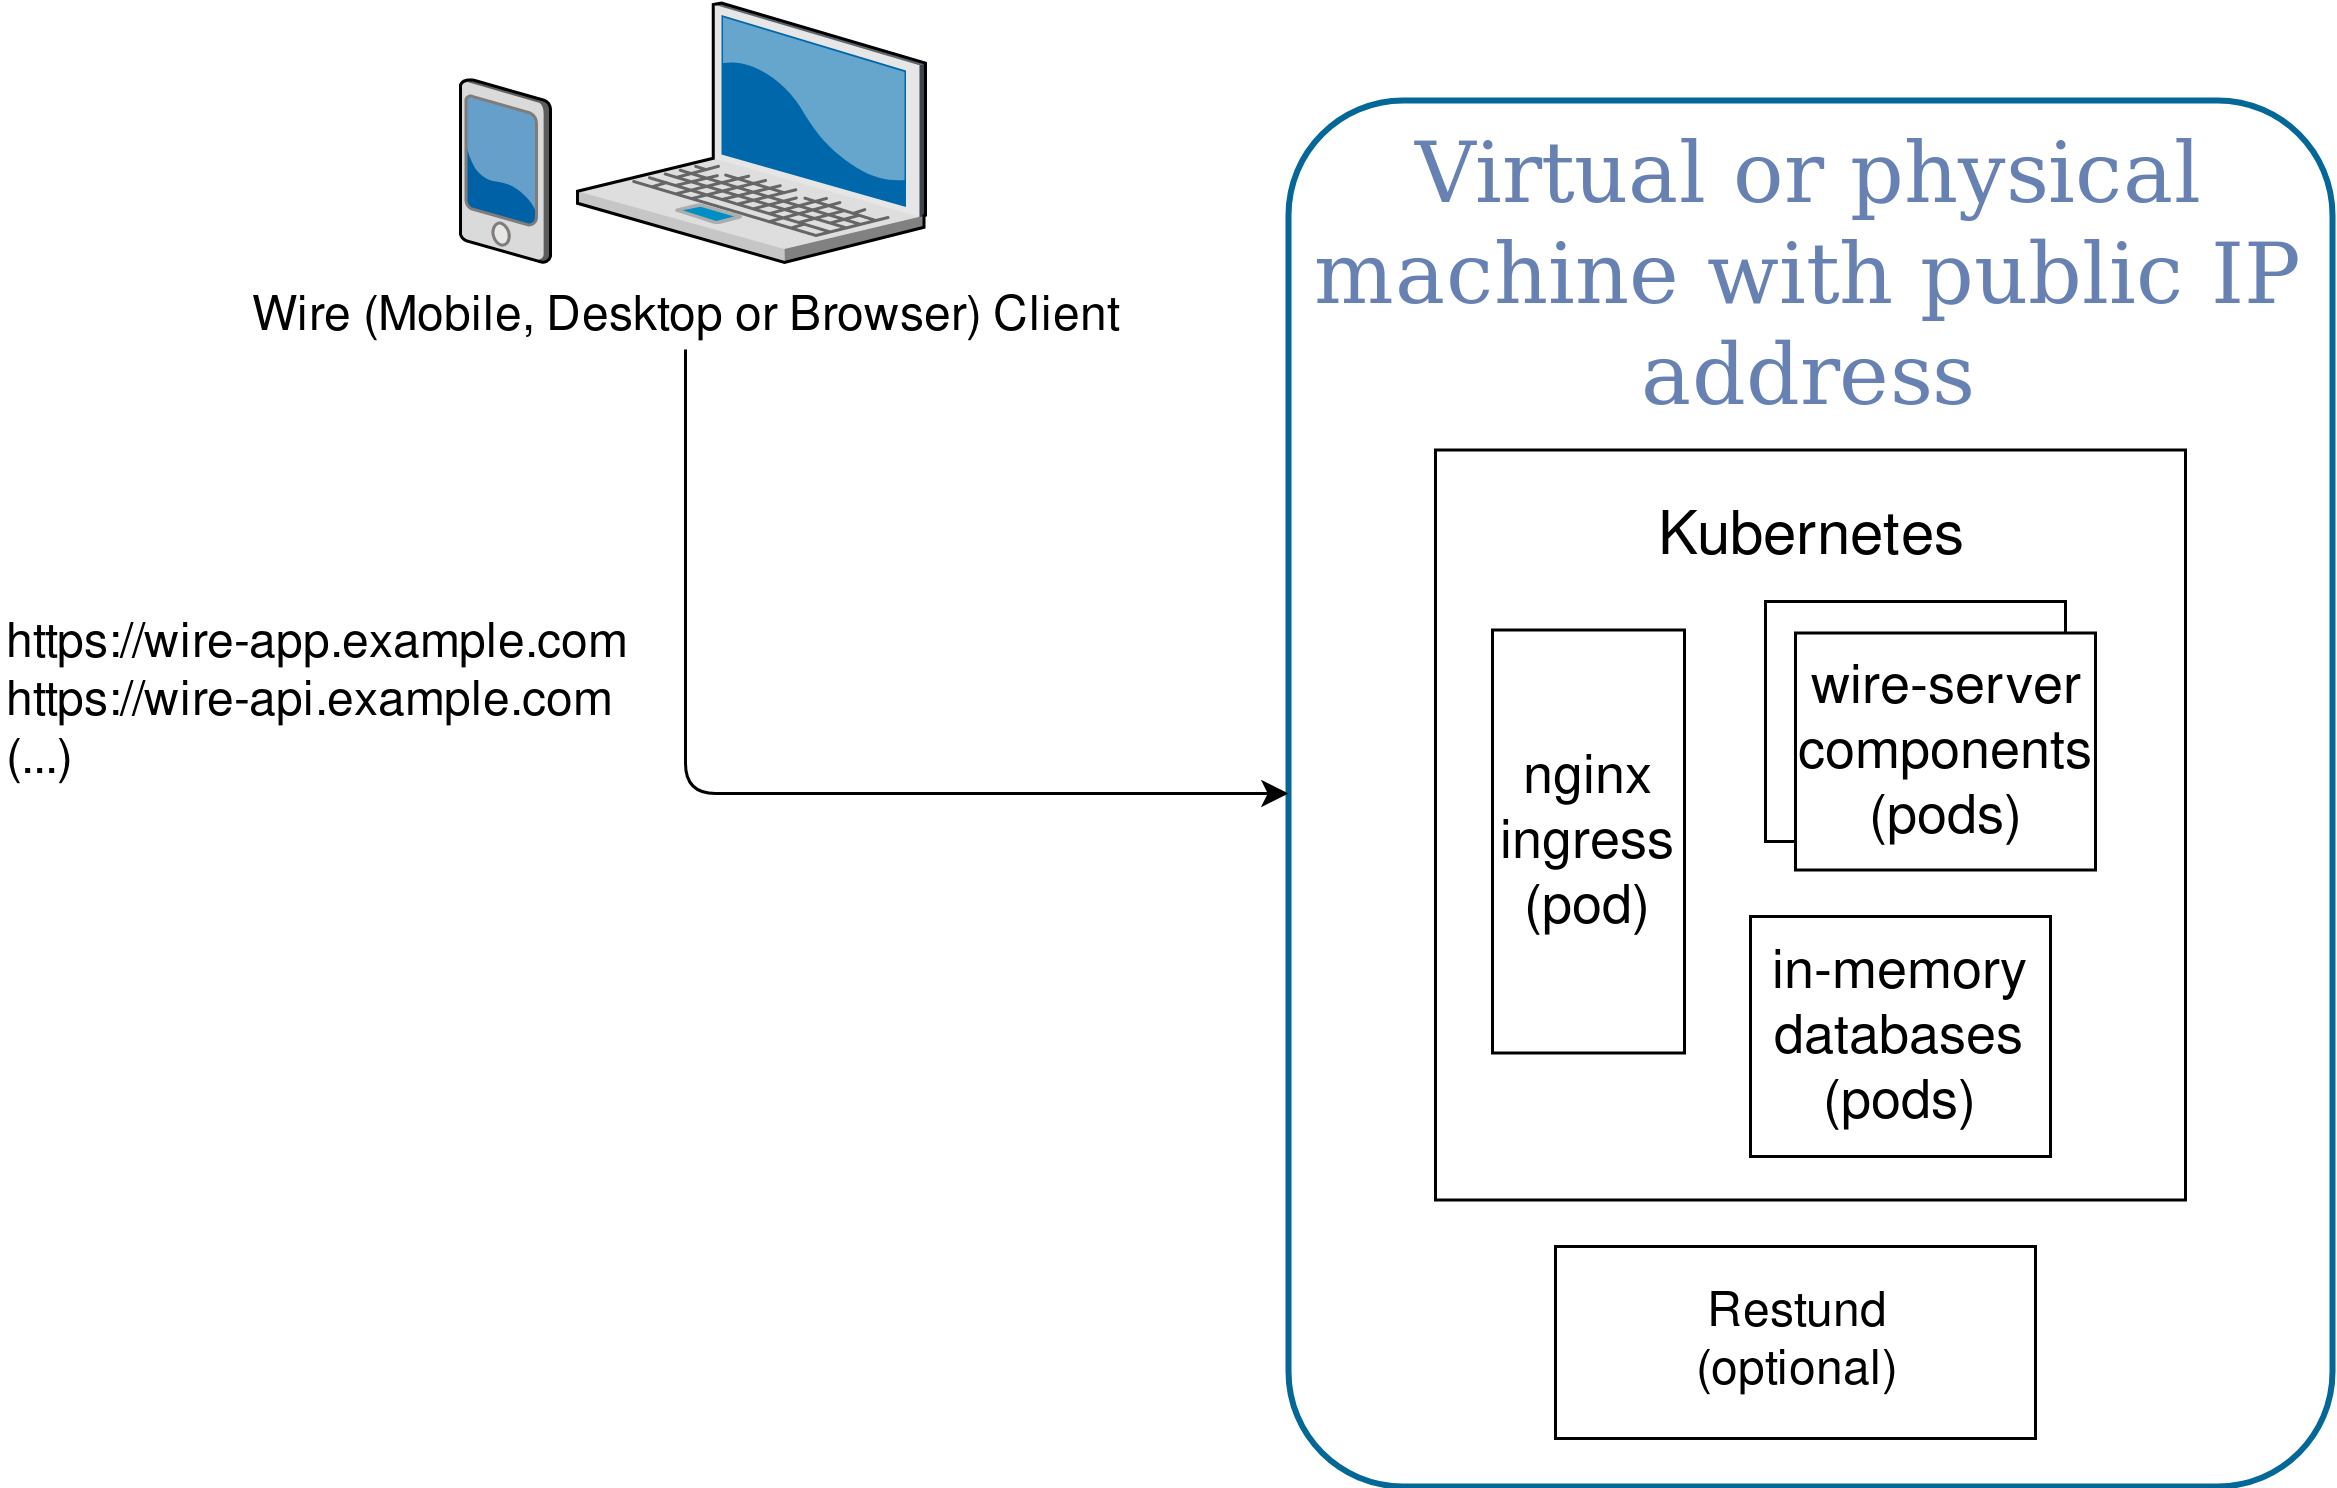 Wire (Mobile, Desktop or Browser) Client
https://wire-app.example.com
https://wire-api.example.com
(...)
Virtual or physical
machine with public IP
address
Kubernetes
nginx
ingress
(pod)
wire-server
components
(pods)
in-memory
databases
(pods)
Restund
(optional)